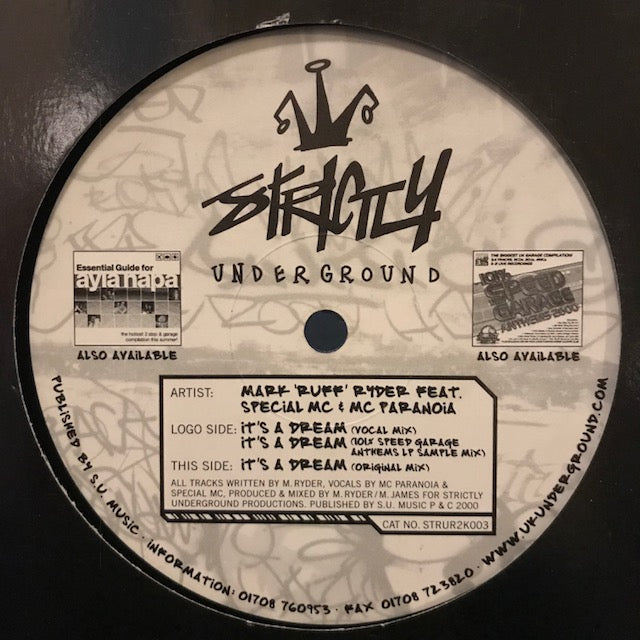 STRICTLY
UNDERGROUND
Essential Guide for
ayia napa
the hottest 2 step & garage
compilation this summer!
ALSO AVAILABLE
THE BIGGEST UK GARAGE COMPILATION!
SPEED
GARAGE
ANTHEMS
ALSO AVAILABLE
ARTIST: MARK 'RUFF' RYDER FEAT.
SPECIAL MC & MC PARANOIA
LOGO SIDE: IT'S A DREAM (VOCAL MIX)
IT'S A DREAM (101% SPEED GARAGE
ANTHEMS LP SAMPLE MIX)
THIS SIDE: IT'S A DREAM (ORIGINAL MIX)
ALL TRACKS WRITTEN BY M.RYDER, VOCALS BY MC PARANOIA &
SPECIAL MC, PRODUCED & MIXED BY M.RYDER/M.JAMES FOR STRICTLY
UNDERGROUND PRODUCTIONS. PUBLISHED BY S.U. MUSIC P & C 2000
CAT NO. STRUR2K003
PUBLISHED BY S.U. MUSIC · INFORMATION: 01708 760953 · FAX 01708 723820 · WWW.UK-UNDERGROUND.COM